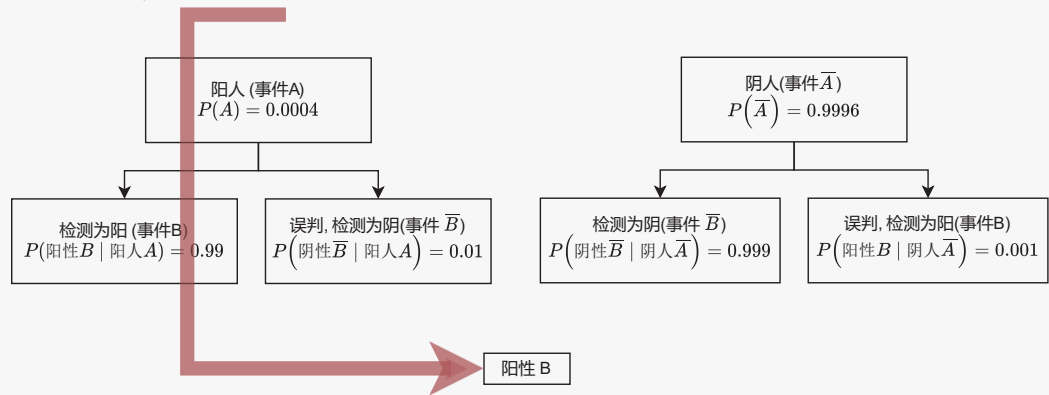 阳人 (事件A)
P(A) = 0.0004
阴人(事件A̅)
P(A̅) = 0.9996
检测为阳 (事件B)
P(阳性B | 阳人A) = 0.99
误判, 检测为阴(事件 B̅)
P(阴性B̅ | 阳人A) = 0.01
检测为阴(事件 B̅)
P(阴性B̅ | 阴人A̅) = 0.999
误判, 检测为阳(事件B)
P(阳性B | 阴人A̅) = 0.001
阳性 B